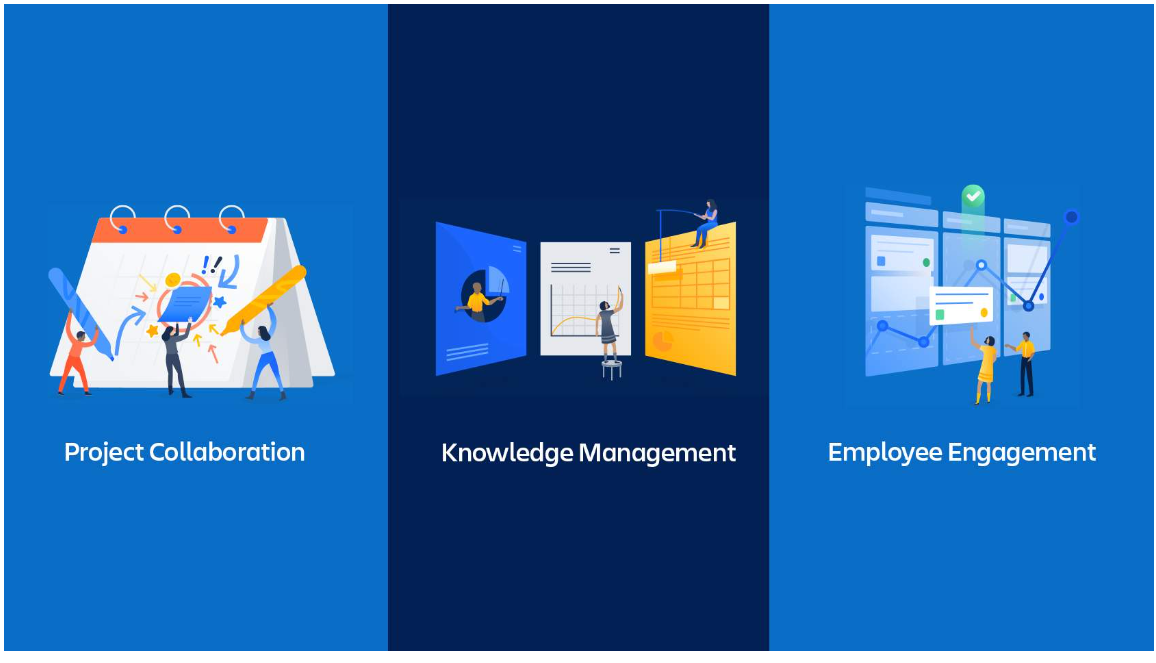 Project Collaboration
Knowledge Management
Employee Engagement